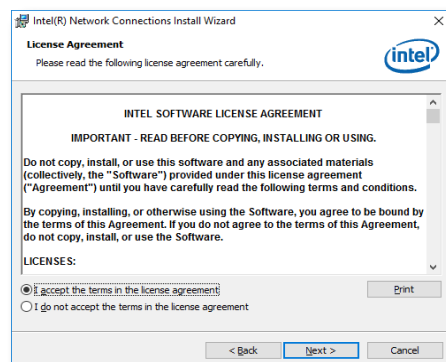 Intel(R) Network Connections Install Wizard
License Agreement
Please read the following license agreement carefully.
intel
INTEL SOFTWARE LICENSE AGREEMENT
IMPORTANT - READ BEFORE COPYING, INSTALLING OR USING.
Do not copy, install, or use this software and any associated materials
(collectively, the "Software") provided under this license agreement
("Agreement") until you have carefully read the following terms and conditions.
By copying, installing, or otherwise using the Software, you agree to be bound by
the terms of this Agreement. If you do not agree to the terms of this Agreement,
do not copy, install, or use the Software.
LICENSES:
I accept the terms in the license agreement
Print
I do not accept the terms in the license agreement
< Back
Next >
Cancel